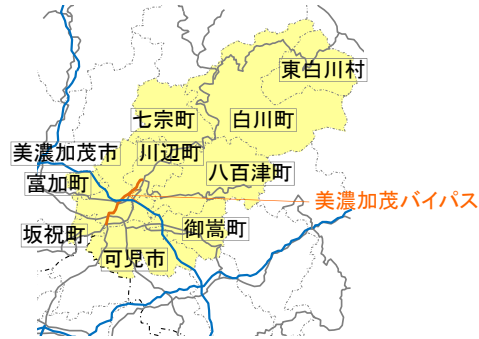 東白川村
七宗町
白川町
美濃加茂市
川辺町
八百津町
富加町
美濃加茂バイパス
坂祝町
御嵩町
可児市